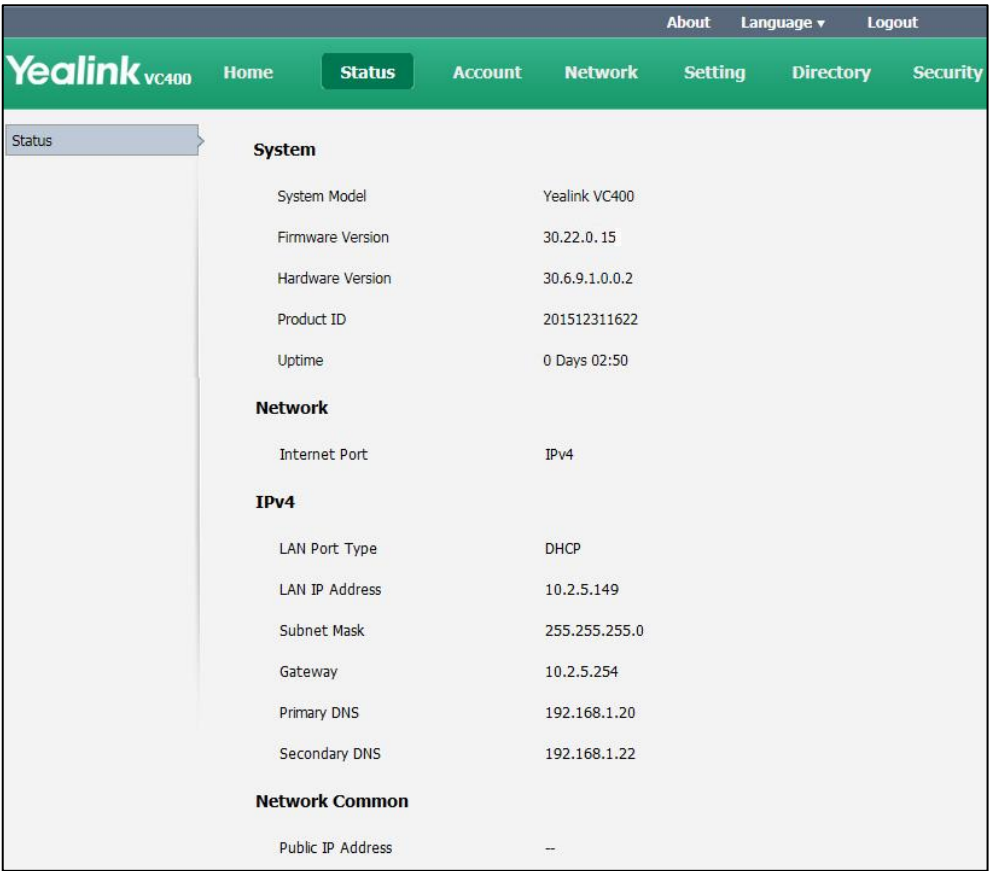 About Language ▾ Logout
Yealink VC400 Home Status Account Network Setting Directory Security
Status
System
System Model Yealink VC400
Firmware Version 30.22.0.15
Hardware Version 30.6.9.1.0.0.2
Product ID 201512311622
Uptime 0 Days 02:50
Network
Internet Port IPv4
IPv4
LAN Port Type DHCP
LAN IP Address 10.2.5.149
Subnet Mask 255.255.255.0
Gateway 10.2.5.254
Primary DNS 192.168.1.20
Secondary DNS 192.168.1.22
Network Common
Public IP Address --